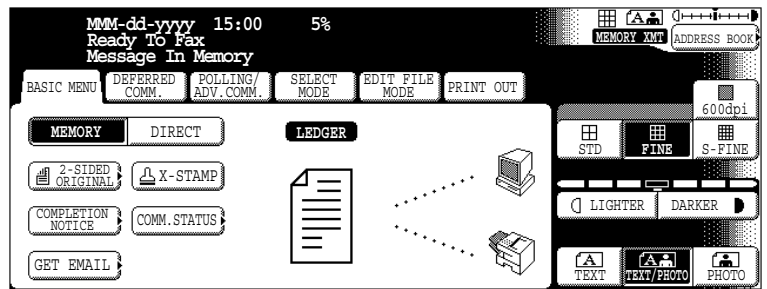 MMM-dd-yyyy 15:00 5%
Ready To Fax
Message In Memory
MEMORY XMT
ADDRESS BOOK
BASIC MENU
DEFERRED
COMM.
POLLING/
ADV.COMM.
SELECT
MODE
EDIT FILE
MODE
PRINT OUT
600dpi
MEMORY
DIRECT
LEDGER
STD
FINE
S-FINE
2-SIDED
ORIGINAL
X-STAMP
COMPLETION
NOTICE
COMM.STATUS
LIGHTER
DARKER
GET EMAIL
TEXT
TEXT/PHOTO
PHOTO